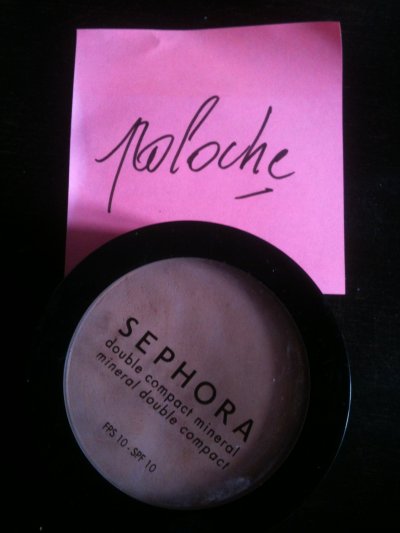 paloche
SEPHORA
double compact mineral
mineral double compact
FPS 10 - SPF 10